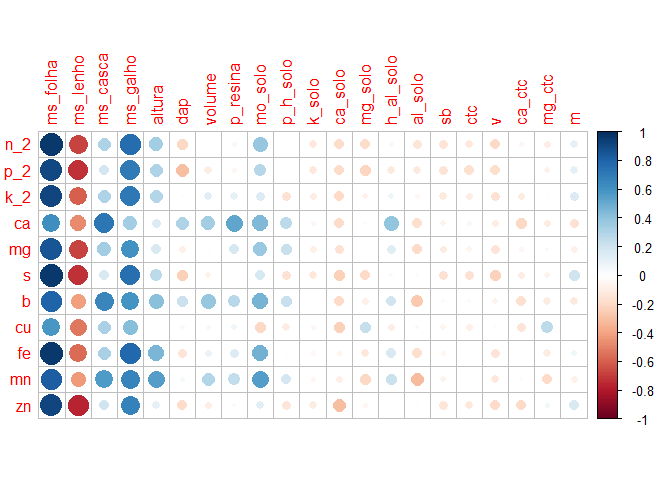 ms_folha
ms_lenho
ms_casca
ms_galho
altura
dap
volume
p_resina
mo_solo
p_h_solo
k_solo
ca_solo
mg_solo
h_al_solo
al_solo
sb
ctc
v
ca_ctc
mg_ctc
m
n_2
p_2
k_2
ca
mg
s
b
cu
fe
mn
zn
1
0.8
0.6
0.4
0.2
0
-0.2
-0.4
-0.6
-0.8
-1